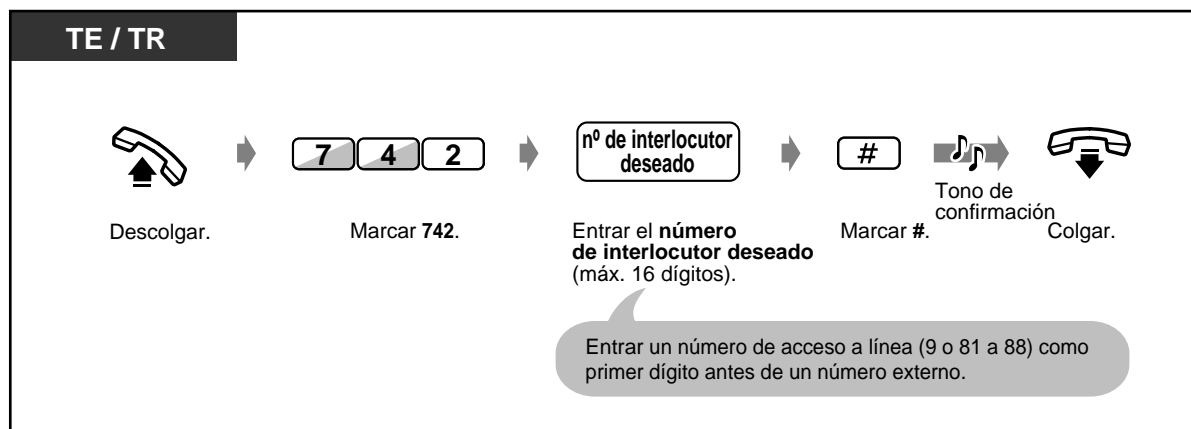 TE / TR
7 4 2
nº de interlocutor
deseado
#
Tono de
confirmación
Descolgar.
Marcar 742.
Entrar el número
de interlocutor deseado
(máx. 16 dígitos).
Marcar #.
Colgar.
Entrar un número de acceso a línea (9 o 81 a 88) como
primer dígito antes de un número externo.